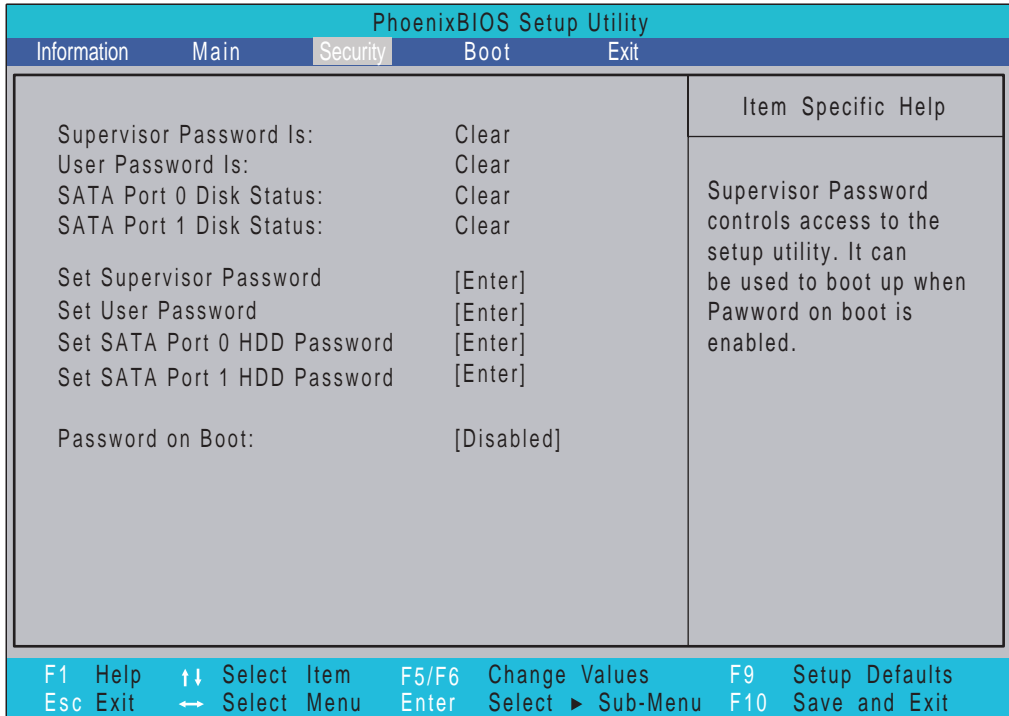 PhoenixBIOS Setup Utility
Information Main Security Boot Exit
Item Specific Help
Supervisor Password Is: Clear
User Password Is: Clear
SATA Port 0 Disk Status: Clear
SATA Port 1 Disk Status: Clear
Set Supervisor Password [Enter]
Set User Password [Enter]
Set SATA Port 0 HDD Password [Enter]
Set SATA Port 1 HDD Password [Enter]
Password on Boot: [Disabled]
Supervisor Password
controls access to the
setup utility. It can
be used to boot up when
Pawword on boot is
enabled.
F1 Help ↑↓ Select Item F5/F6 Change Values F9 Setup Defaults
Esc Exit ↔ Select Menu Enter Select ► Sub-Menu F10 Save and Exit